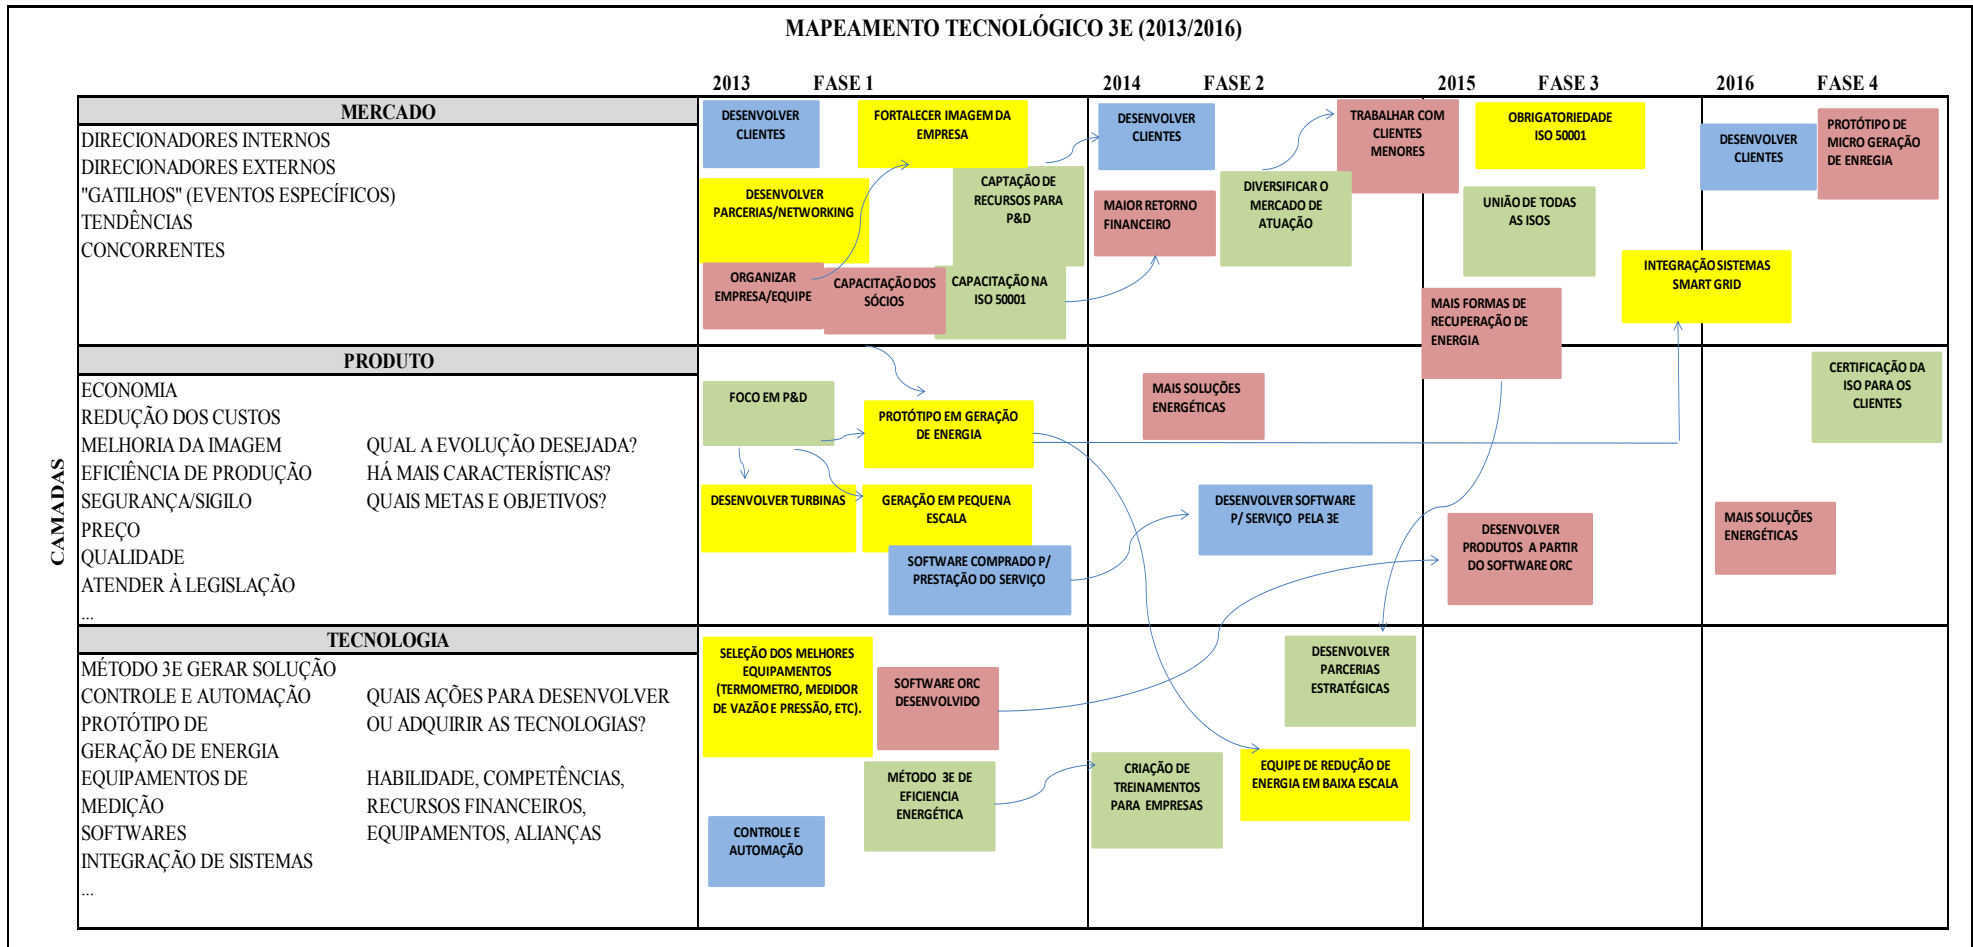 MAPEAMENTO TECNOLÓGICO 3E (2013/2016)
2013 FASE 1
2014 FASE 2
2015 FASE 3
2016 FASE 4
CAMADAS
MERCADO
DIRECIONADORES INTERNOS
DIRECIONADORES EXTERNOS
"GATILHOS" (EVENTOS ESPECÍFICOS)
TENDÊNCIAS
CONCORRENTES
DESENVOLVER
CLIENTES
FORTALECER IMAGEM DA
EMPRESA
DESENVOLVER
PARCERIAS/NETWORKING
CAPTAÇÃO DE
RECURSOS PARA
P&D
ORGANIZAR
EMPRESA/EQUIPE
CAPACITAÇÃO DOS
SÓCIOS
CAPACITAÇÃO NA
ISO 50001
DESENVOLVER
CLIENTES
MAIOR RETORNO
FINANCEIRO
DIVERSIFICAR O
MERCADO DE
ATUAÇÃO
TRABALHAR COM
CLIENTES
MENORES
OBRIGATORIEDADE
ISO 50001
UNIÃO DE TODAS
AS ISOS
MAIS FORMAS DE
RECUPERAÇÃO DE
ENERGIA
INTEGRAÇÃO SISTEMAS
SMART GRID
DESENVOLVER
CLIENTES
PROTÓTIPO DE
MICRO GERAÇÃO
DE ENREGIA
PRODUTO
ECONOMIA
REDUÇÃO DOS CUSTOS
MELHORIA DA IMAGEM QUAL A EVOLUÇÃO DESEJADA?
EFICIÊNCIA DE PRODUÇÃO HÁ MAIS CARACTERÍSTICAS?
SEGURANÇA/SIGILO QUAIS METAS E OBJETIVOS?
PREÇO
QUALIDADE
ATENDER À LEGISLAÇÃO
...
FOCO EM P&D
PROTÓTIPO EM GERAÇÃO
DE ENERGIA
DESENVOLVER TURBINAS
GERAÇÃO EM PEQUENA
ESCALA
SOFTWARE COMPRADO P/
PRESTAÇÃO DO SERVIÇO
MAIS SOLUÇÕES
ENERGÉTICAS
DESENVOLVER SOFTWARE
P/ SERVIÇO PELA 3E
DESENVOLVER
PRODUTOS A PARTIR
DO SOFTWARE ORC
CERTIFICAÇÃO DA
ISO PARA OS
CLIENTES
MAIS SOLUÇÕES
ENERGÉTICAS
TECNOLOGIA
MÉTODO 3E GERAR SOLUÇÃO
CONTROLE E AUTOMAÇÃO QUAIS AÇÕES PARA DESENVOLVER
PROTÓTIPO DE OU ADQUIRIR AS TECNOLOGIAS?
GERAÇÃO DE ENERGIA
EQUIPAMENTOS DE HABILIDADE, COMPETÊNCIAS,
MEDIÇÃO RECURSOS FINANCEIROS,
SOFTWARES EQUIPAMENTOS, ALIANÇAS
INTEGRAÇÃO DE SISTEMAS
...
SELEÇÃO DOS MELHORES
EQUIPAMENTOS
(TERMOMETRO, MEDIDOR
DE VAZÃO E PRESSÃO, ETC).
SOFTWARE ORC
DESENVOLVIDO
MÉTODO 3E DE
EFICIENCIA
ENERGÉTICA
CONTROLE E
AUTOMAÇÃO
DESENVOLVER
PARCERIAS
ESTRATÉGICAS
CRIAÇÃO DE
TREINAMENTOS
PARA EMPRESAS
EQUIPE DE REDUÇÃO DE
ENERGIA EM BAIXA ESCALA